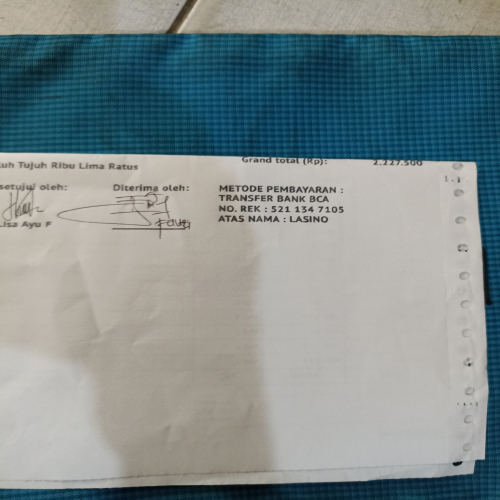 uh Tujuh Ribu Lima Ratus
Grand total (Rp): 2.227.500
setujui oleh: Diterima oleh:
Lisa Ayu F
METODE PEMBAYARAN :
TRANSFER BANK BCA
NO. REK : 521 134 7105
ATAS NAMA : LASINO